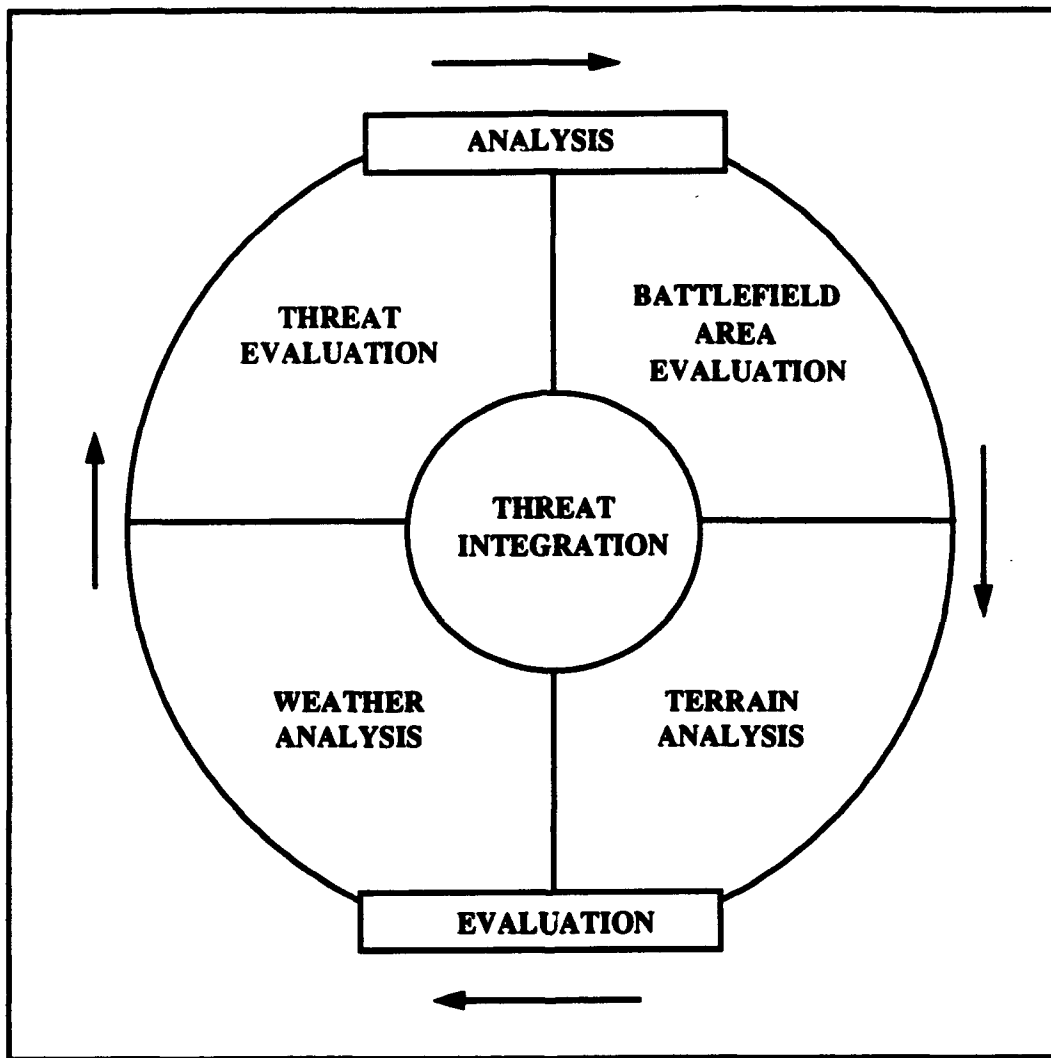 ANALYSIS
THREAT
EVALUATION
BATTLEFIELD
AREA
EVALUATION
THREAT
INTEGRATION
WEATHER
ANALYSIS
TERRAIN
ANALYSIS
EVALUATION